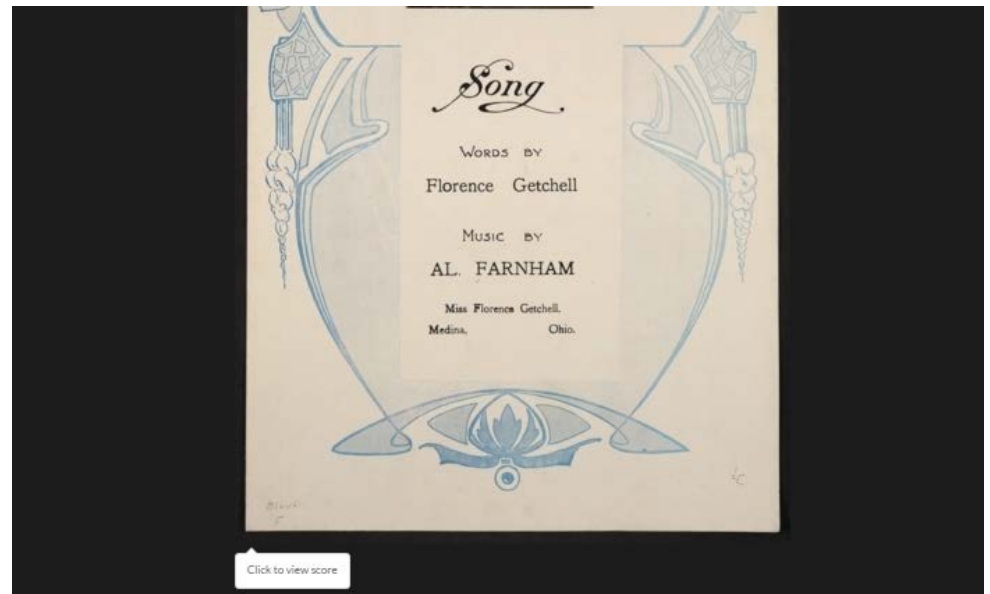 Song
WORDS BY
Florence Getchell
MUSIC BY
AL. FARNHAM
Miss Florence Getchell.
Medina, Ohio.
Click to view score